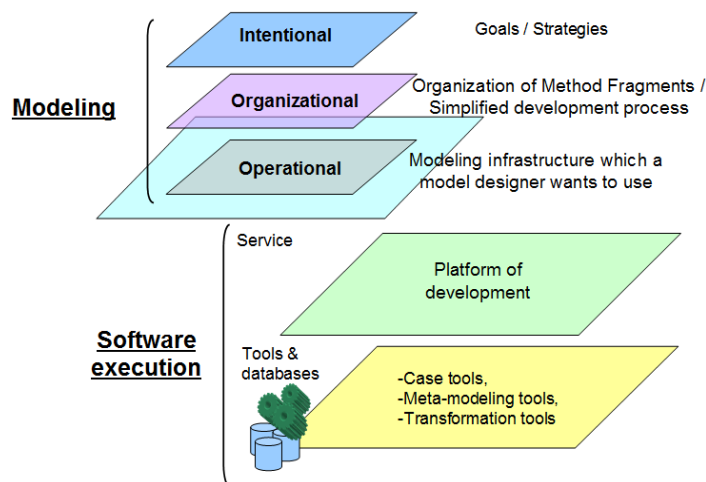 Intentional
Goals / Strategies
Modeling
Organizational
Organization of Method Fragments /
Simplified development process
Operational
Modeling infrastructure which a
model designer wants to use
Service
Platform of
development
Software
execution
Tools &
databases
-Case tools,
-Meta-modeling tools,
-Transformation tools